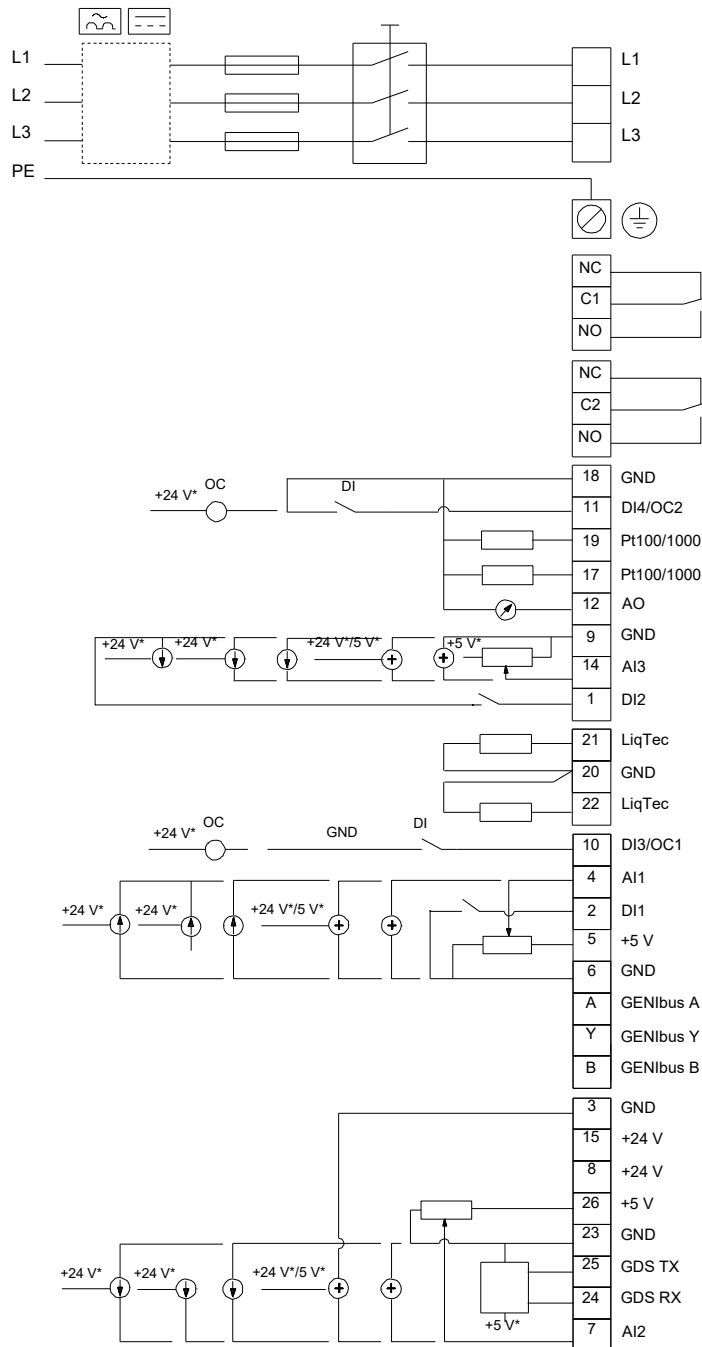 L1 L1
L2 L2
L3 L3
PE
NC
C1
NO
NC
C2
NO
18 GND
+24 V* OC DI 11 DI4/OC2
19 Pt100/1000
17 Pt100/1000
12 AO
9 GND
+24 V* +24 V* +24 V*/5 V* +5 V*
14 AI3
1 DI2
21 LiqTec
20 GND
22 LiqTec
+24 V* OC GND DI 10 DI3/OC1
4 AI1
+24 V* +24 V* +24 V*/5 V* 2 DI1
5 +5 V
6 GND
A GENIbus A
Y GENIbus Y
B GENIbus B
3 GND
15 +24 V
8 +24 V
26 +5 V
23 GND
+24 V* +24 V* +24 V*/5 V* 25 GDS TX
24 GDS RX
+5 V*
7 AI2